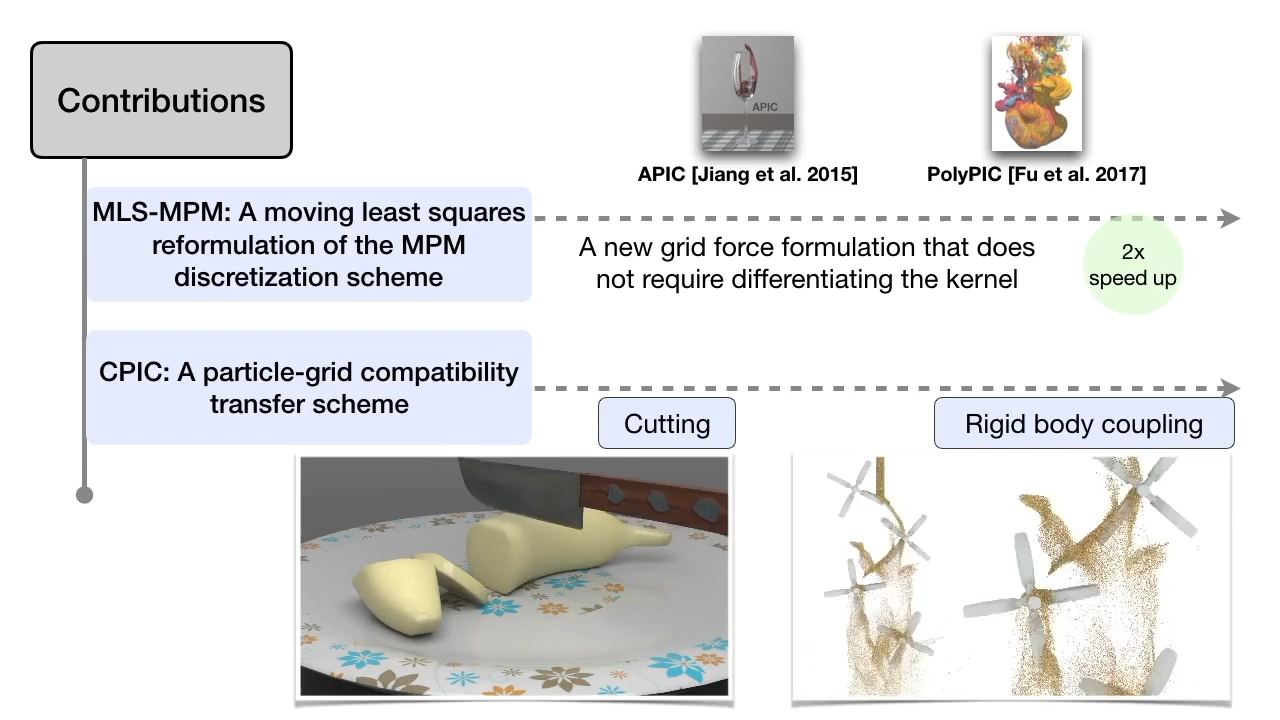 Contributions
APIC
APIC [Jiang et al. 2015]
PolyPIC [Fu et al. 2017]
MLS-MPM: A moving least squares
reformulation of the MPM
discretization scheme
A new grid force formulation that does
not require differentiating the kernel
2x
speed up
CPIC: A particle-grid compatibility
transfer scheme
Cutting
Rigid body coupling